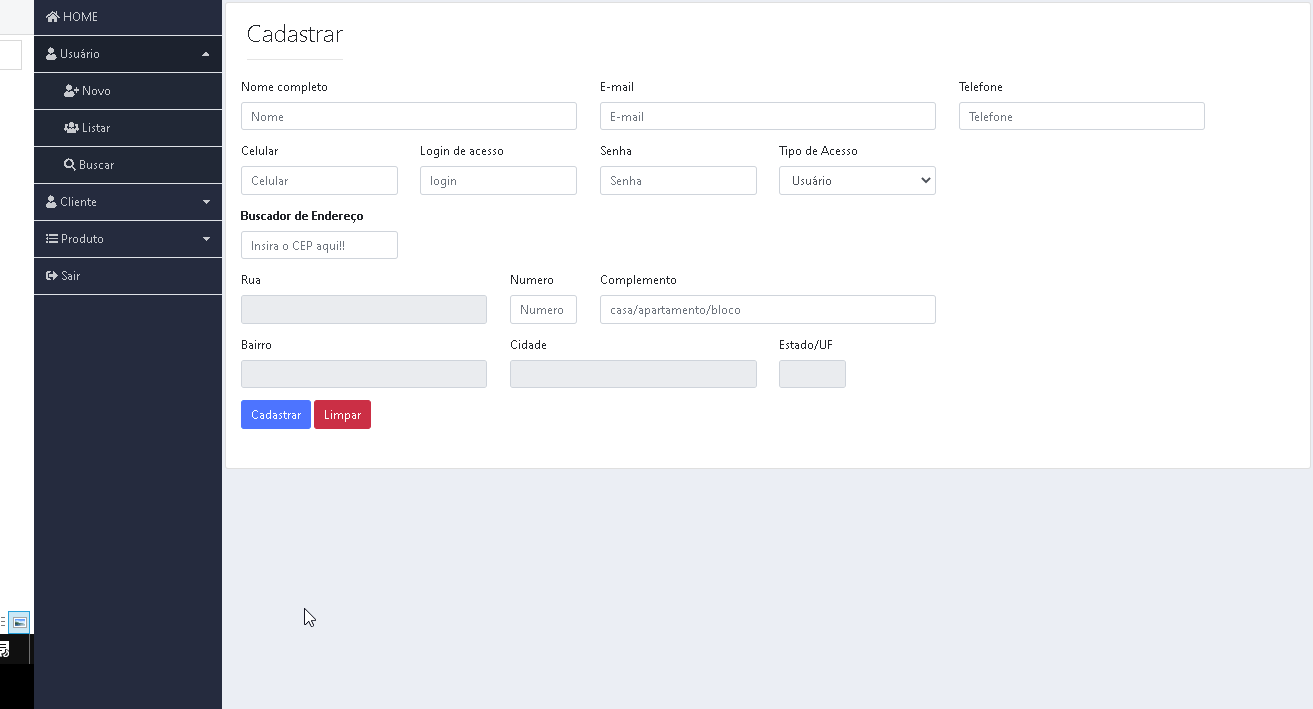 HOME
Usuário
Novo
Listar
Buscar
Cliente
Produto
Sair
Cadastrar
Nome completo E-mail Telefone
Nome E-mail Telefone
Celular Login de acesso Senha Tipo de Acesso
Celular login Senha Usuário
Buscador de Endereço
Insira o CEP aqui!!
Rua Numero Complemento
Numero casa/apartamento/bloco
Bairro Cidade Estado/UF
Cadastrar Limpar